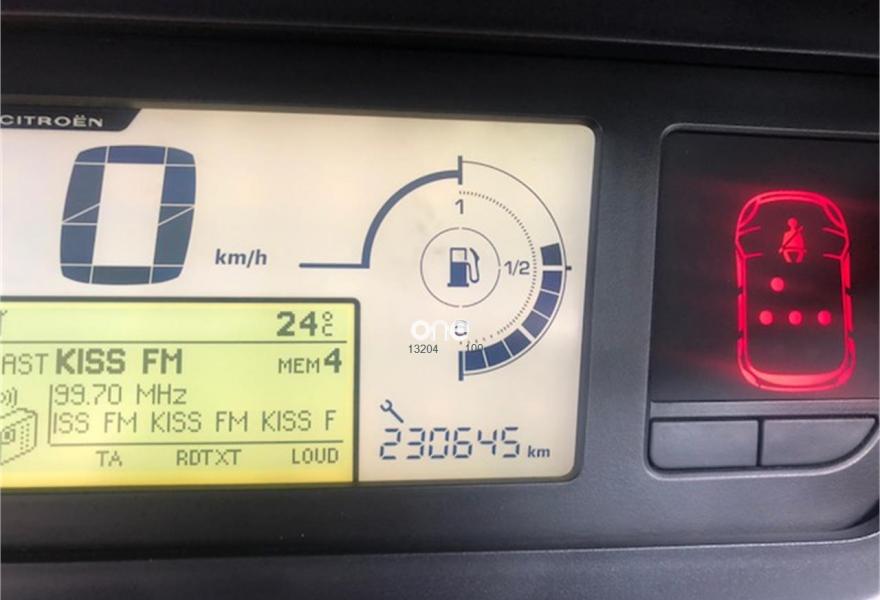 CITROËN
0
km/h
1
1/2
24°C
AST KISS FM
MEM 4
99.70 MHz
ISS FM KISS FM KISS F
TA RDTXT LOUD
one
13204 100
230645 km